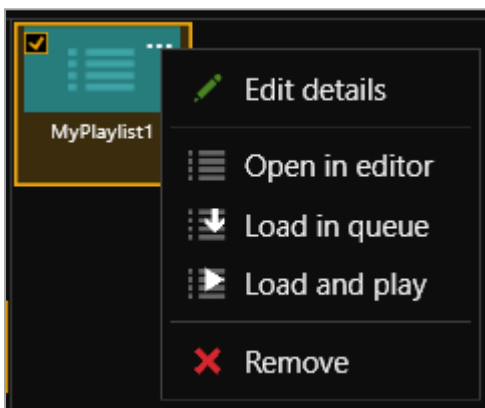 MyPlaylist1
Edit details
Open in editor
Load in queue
Load and play
Remove